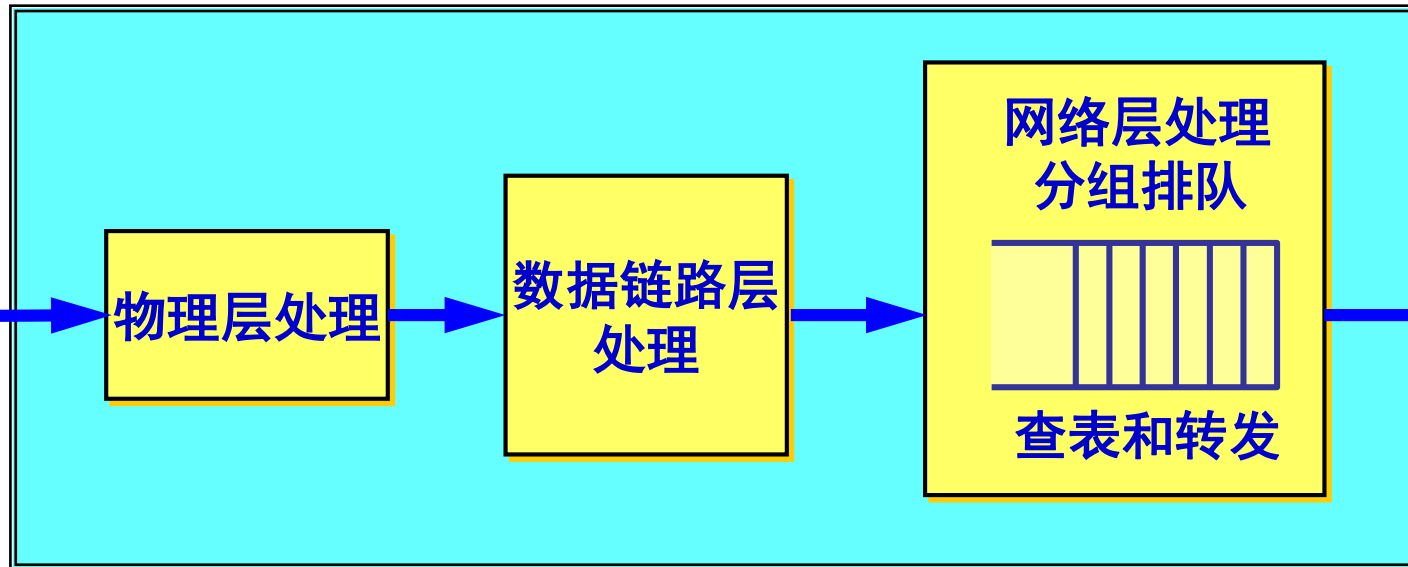 物理层处理
数据链路层
处理
网络层处理
分组排队
查表和转发